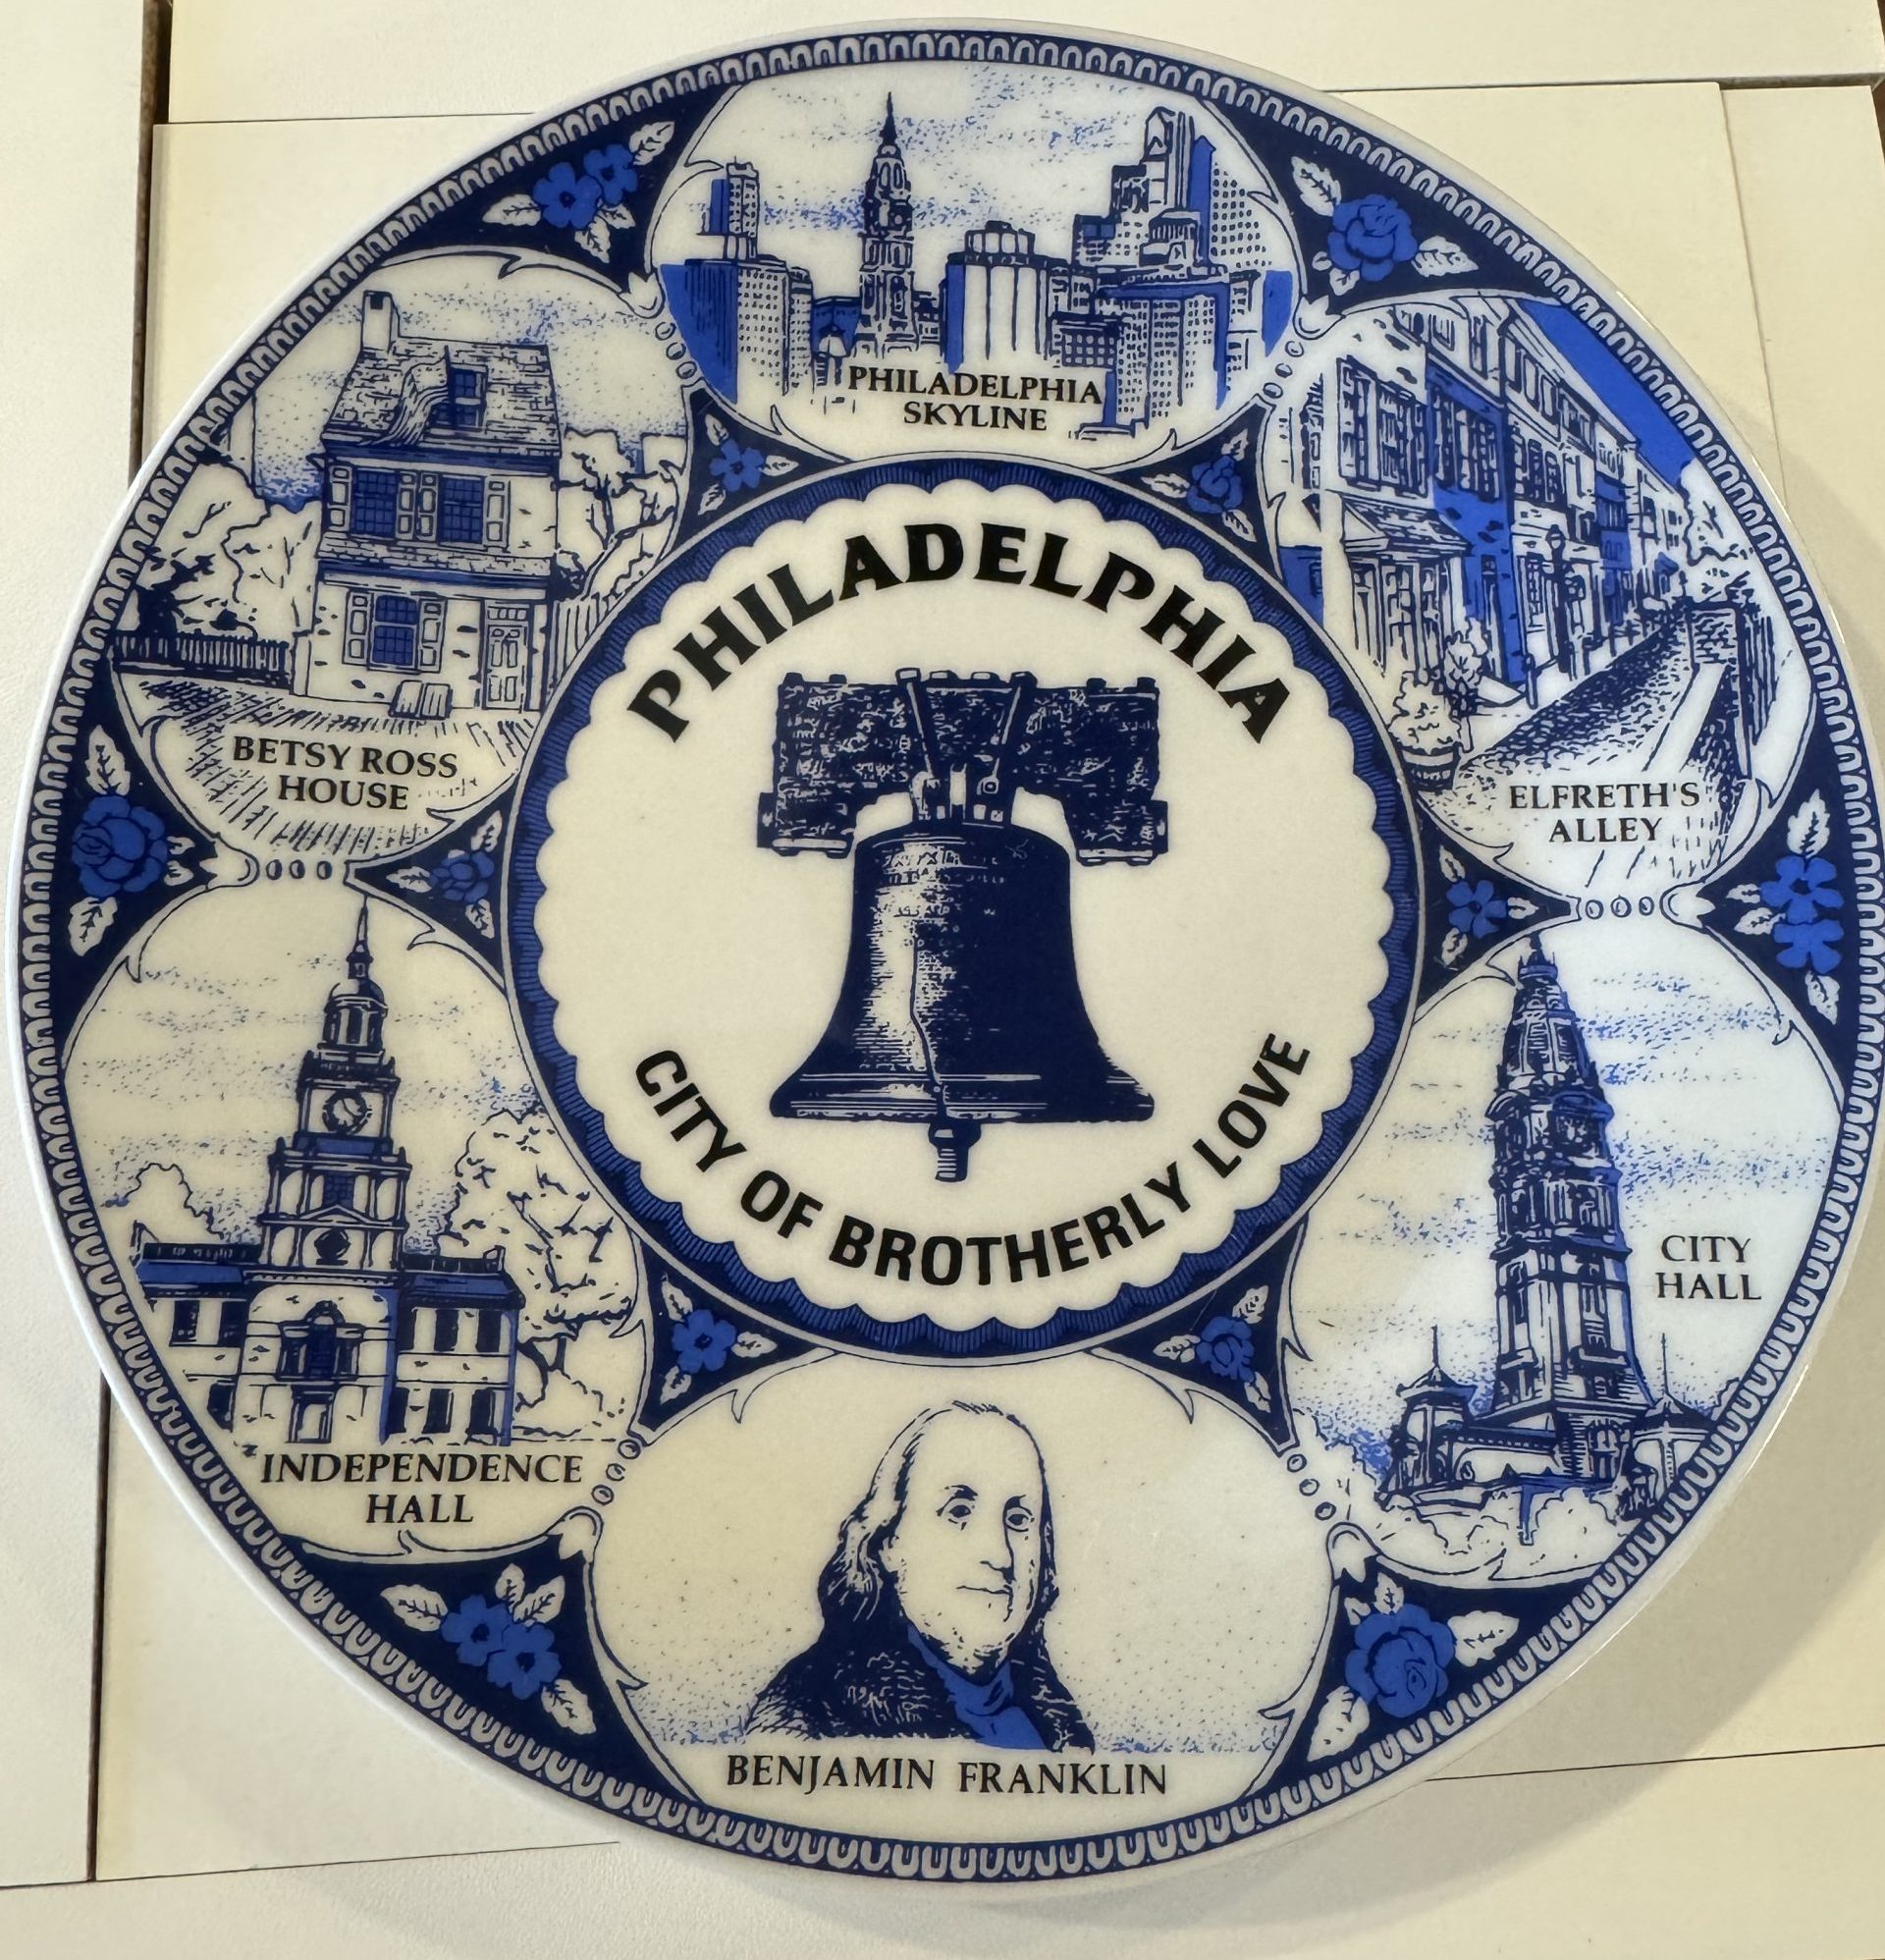 PHILADELPHIA
SKYLINE
BETSY ROSS
HOUSE
ELFRETH'S
ALLEY
PHILADELPHIA
CITY OF BROTHERLY LOVE
INDEPENDENCE
HALL
CITY
HALL
BENJAMIN FRANKLIN